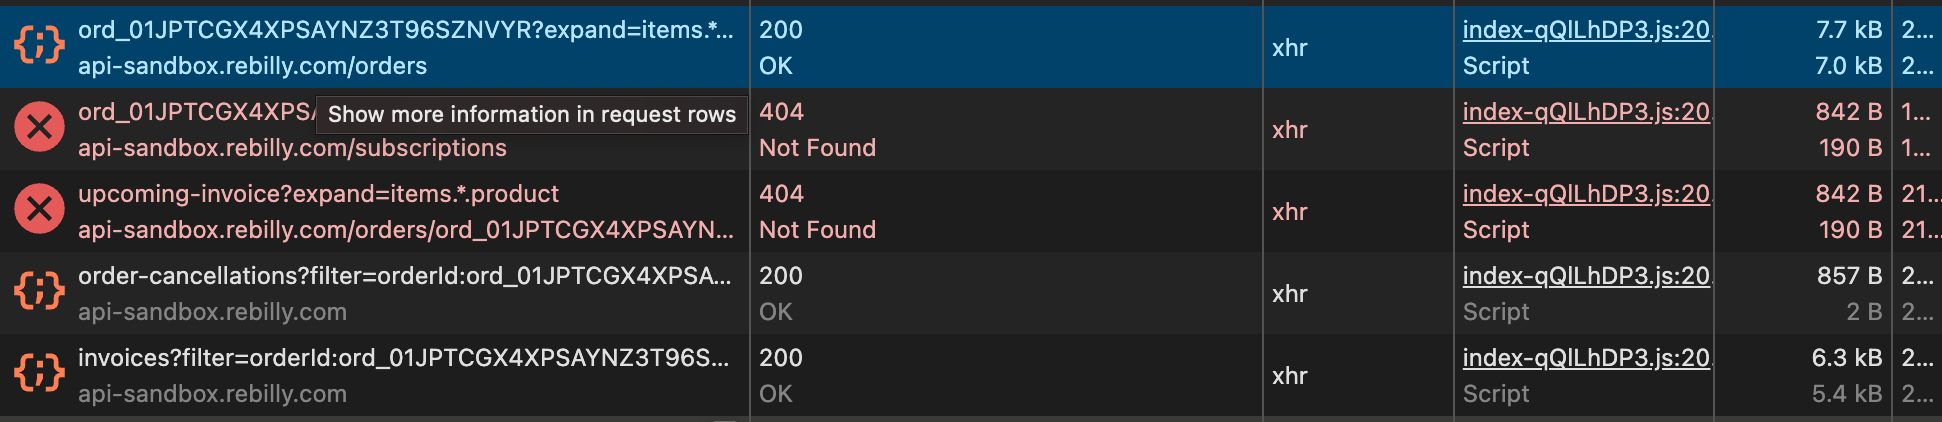 ord_01JPTCGX4XPSAYNZ3T96SZNVYR?expand=items.*... 200 index-qQlLhDP3.js:20 7.7 kB 2...
api-sandbox.rebilly.com/orders OK xhr Script 7.0 kB 2...
ord_01JPTCGX4XPSA 404 index-qQlLhDP3.js:20 842 B 1...
Show more information in request rows
api-sandbox.rebilly.com/subscriptions Not Found xhr Script 190 B 1...
upcoming-invoice?expand=items.*.product 404 index-qQlLhDP3.js:20 842 B 21...
api-sandbox.rebilly.com/orders/ord_01JPTCGX4XPSAYN... Not Found xhr Script 190 B 21...
order-cancellations?filter=orderId:ord_01JPTCGX4XPSA... 200 index-qQlLhDP3.js:20 857 B 2...
api-sandbox.rebilly.com OK xhr Script 2 B 2...
invoices?filter=orderId:ord_01JPTCGX4XPSAYNZ3T96S... 200 index-qQlLhDP3.js:20 6.3 kB 2...
api-sandbox.rebilly.com OK xhr Script 5.4 kB 2...